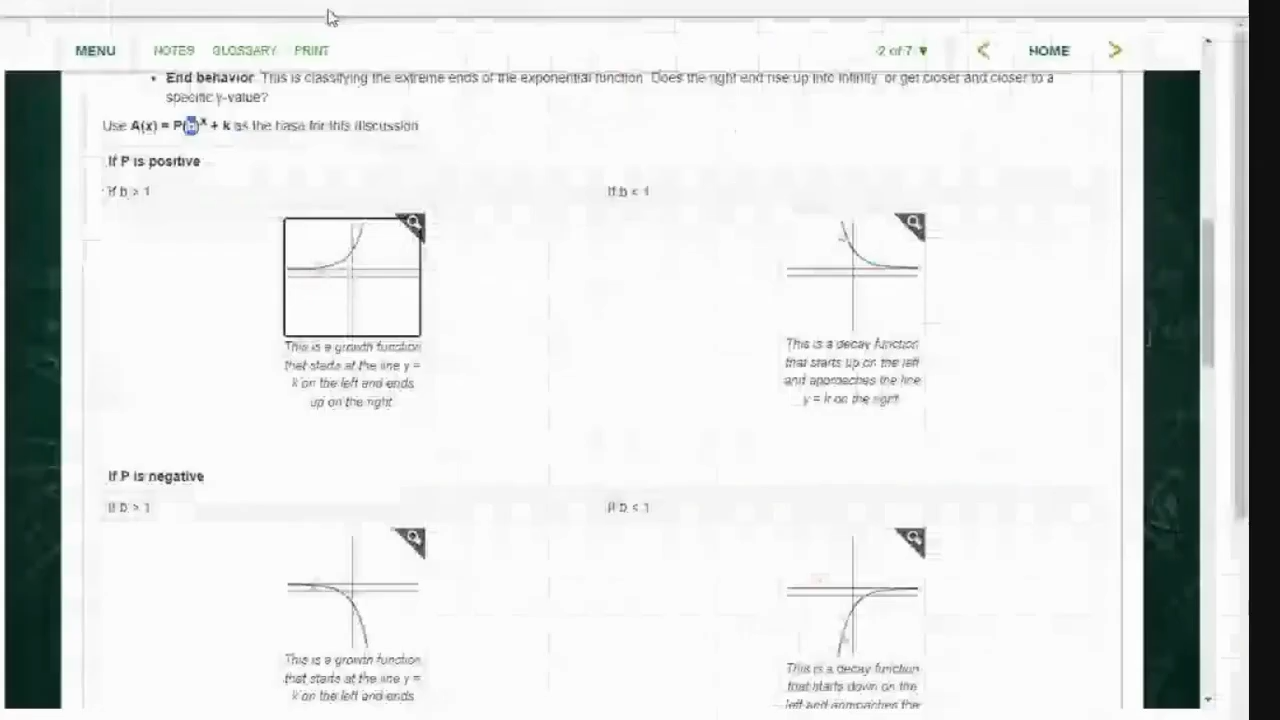 MENU NOTES GLOSSARY PRINT 2 of 7 ▼ < HOME >
• End behavior. This is classifying the extreme ends of the exponential function. Does the right end rise up into infinity, or get closer and closer to a
specific y-value?
Use A(x) = P(b)ˣ + k as the basis for this discussion
If P is positive
If b > 1 If b < 1
This is a growth function
that starts at the line y =
k on the left and ends
up on the right
This is a decay function
that starts up on the left
and approaches the line
y = k on the right
If P is negative
If b > 1 If b < 1
This is a growth function
that starts at the line y =
k on the left and ends
This is a decay function
that starts down on the
left and approaches the